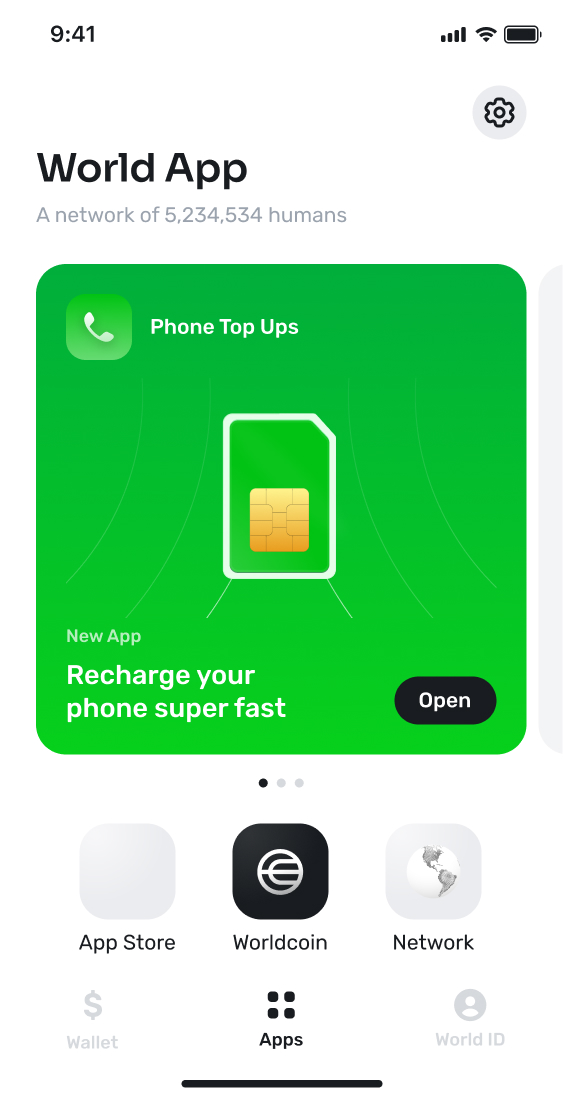 9:41
World App
A network of 5,234,534 humans
Phone Top Ups
New App
Recharge your
phone super fast
Open
App Store
Worldcoin
Network
Wallet
Apps
World ID